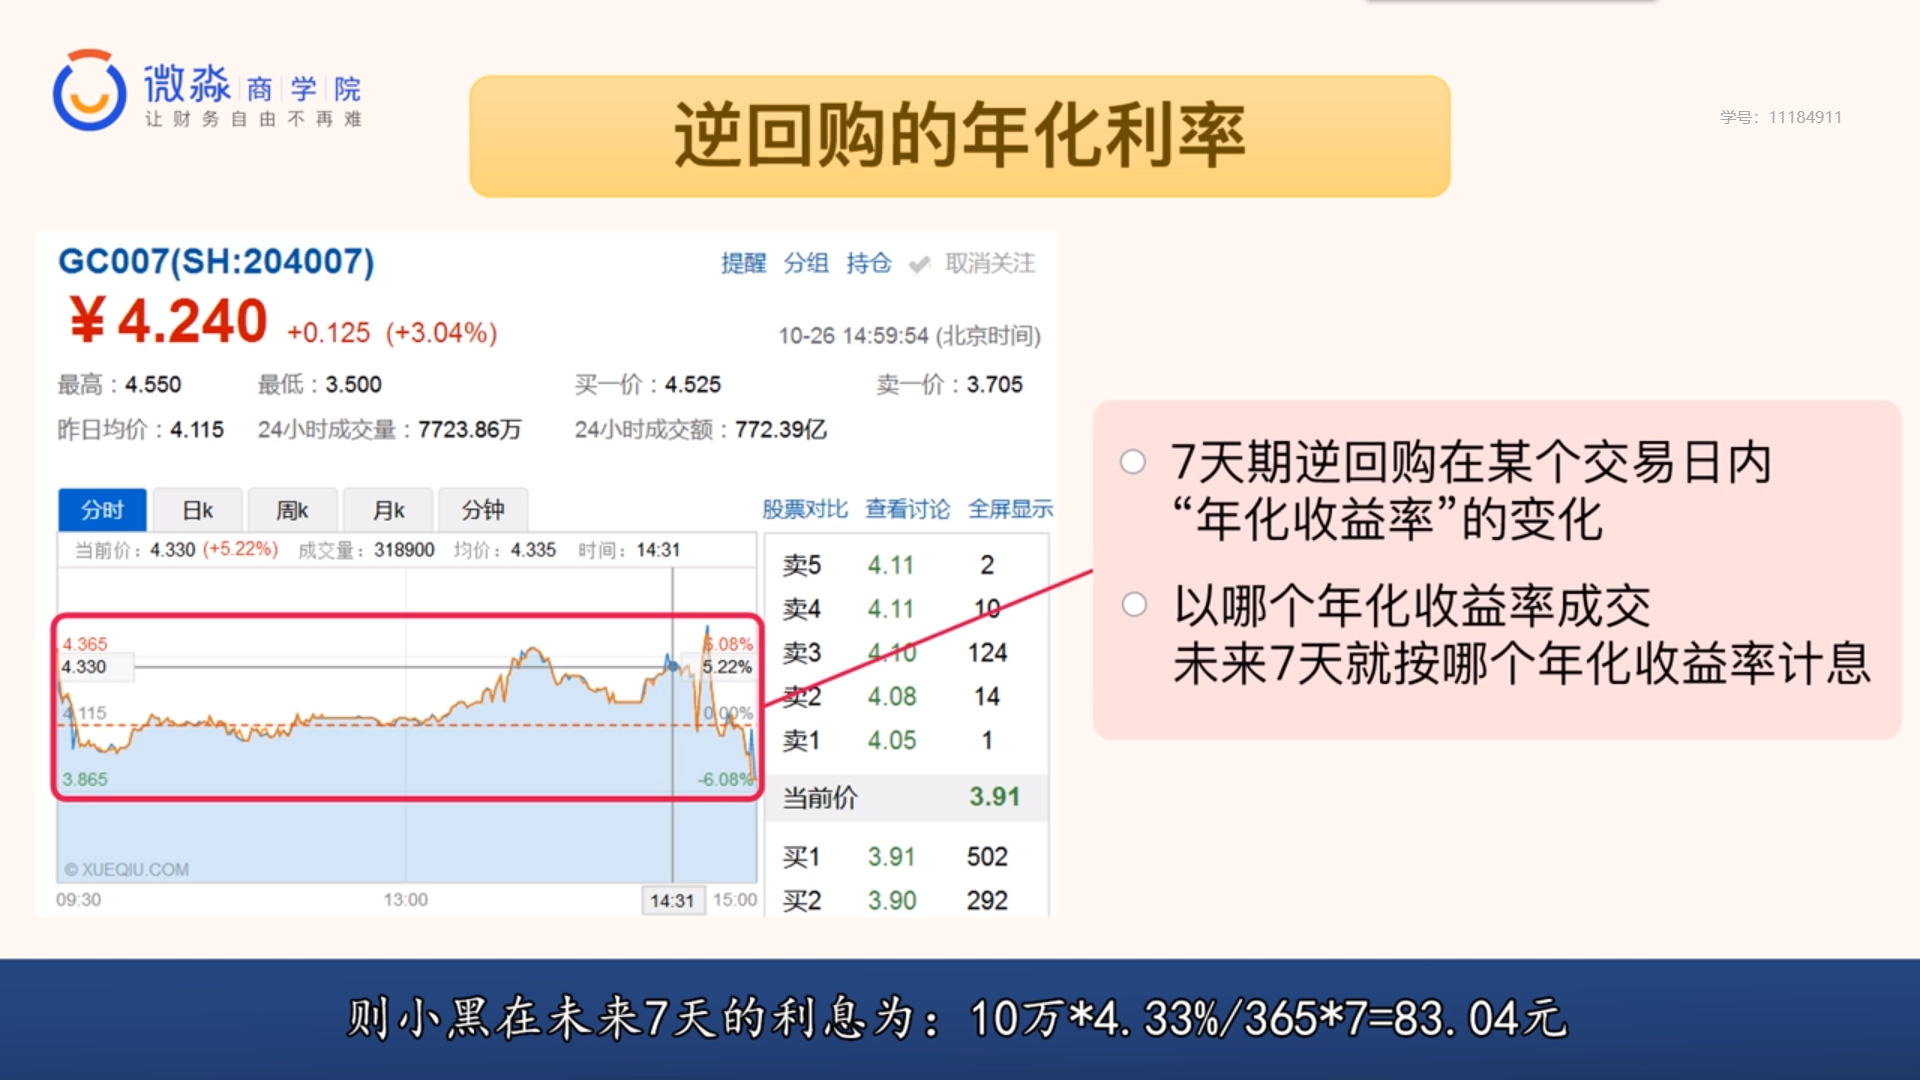 微淼 商 学 院
让财务自由不再难
逆回购的年化利率
学号：11184911
GC007(SH:204007)
提醒 分组 持仓 取消关注
¥4.240 +0.125 (+3.04%)
10-26 14:59:54 (北京时间)
最高：4.550 最低：3.500 买一价：4.525 卖一价：3.705
昨日均价：4.115 24小时成交量：7723.86万 24小时成交额：772.39亿
分时 日k 周k 月k 分钟
股票对比 查看讨论 全屏显示
当前价：4.330 (+5.22%) 成交量：318900 均价：4.335 时间：14:31
4.365 6.08%
4.330 5.22%
4.115 0.00%
3.865 -6.08%
© XUEQIU.COM
09:30 13:00 14:31 15:00
卖5 4.11 2
卖4 4.11 10
卖3 4.10 124
卖2 4.08 14
卖1 4.05 1
当前价 3.91
买1 3.91 502
买2 3.90 292
7天期逆回购在某个交易日内
“年化收益率”的变化
以哪个年化收益率成交
未来7天就按哪个年化收益率计息
则小黑在未来7天的利息为：10万*4.33%/365*7=83.04元